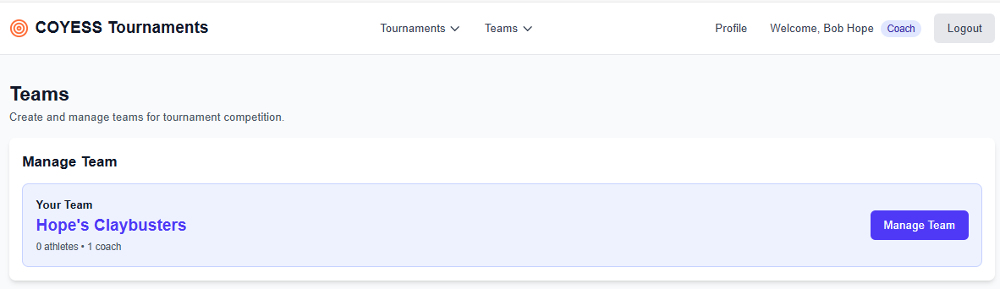 COYESS Tournaments Tournaments Teams Profile Welcome, Bob Hope Coach Logout
Teams
Create and manage teams for tournament competition.
Manage Team
Your Team
Hope's Claybusters
Manage Team
0 athletes • 1 coach